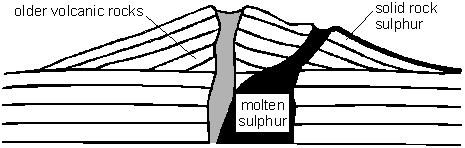 older volcanic rocks
solid rock
sulphur
molten
sulphur